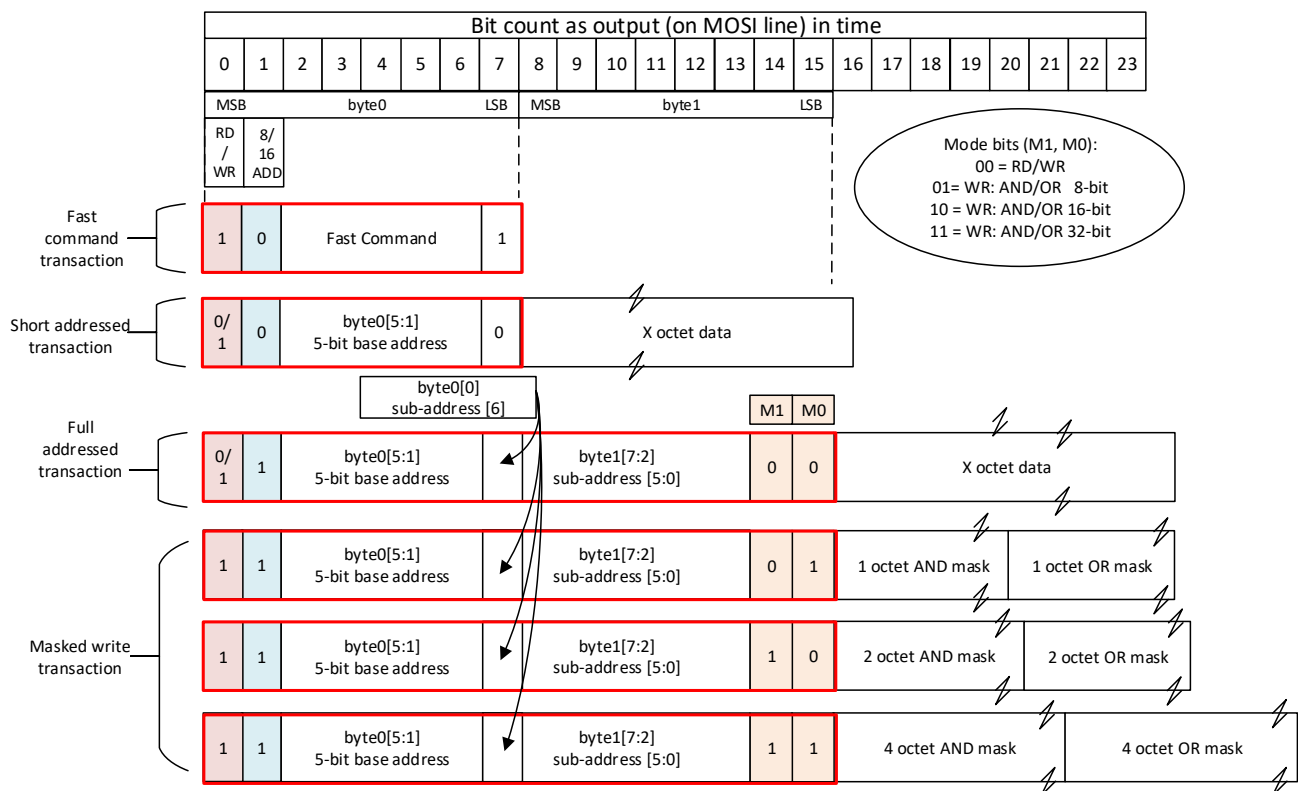 Bit count as output (on MOSI line) in time
0 1 2 3 4 5 6 7 8 9 10 11 12 13 14 15 16 17 18 19 20 21 22 23
MSB byte0 LSB MSB byte1 LSB
RD
/
WR
8/
16
ADD
Mode bits (M1, M0):
00 = RD/WR
01= WR: AND/OR 8-bit
10 = WR: AND/OR 16-bit
11 = WR: AND/OR 32-bit
Fast
command
transaction
1 0 Fast Command 1
Short addressed
transaction
0/
1
0
byte0[5:1]
5-bit base address
0
X octet data
byte0[0]
sub-address [6]
M1 M0
Full
addressed
transaction
0/
1
1
byte0[5:1]
5-bit base address
byte1[7:2]
sub-address [5:0]
0 0
X octet data
Masked write
transaction
1 1
byte0[5:1]
5-bit base address
byte1[7:2]
sub-address [5:0]
0 1
1 octet AND mask
1 octet OR mask
1 1
byte0[5:1]
5-bit base address
byte1[7:2]
sub-address [5:0]
1 0
2 octet AND mask
2 octet OR mask
1 1
byte0[5:1]
5-bit base address
byte1[7:2]
sub-address [5:0]
1 1
4 octet AND mask
4 octet OR mask